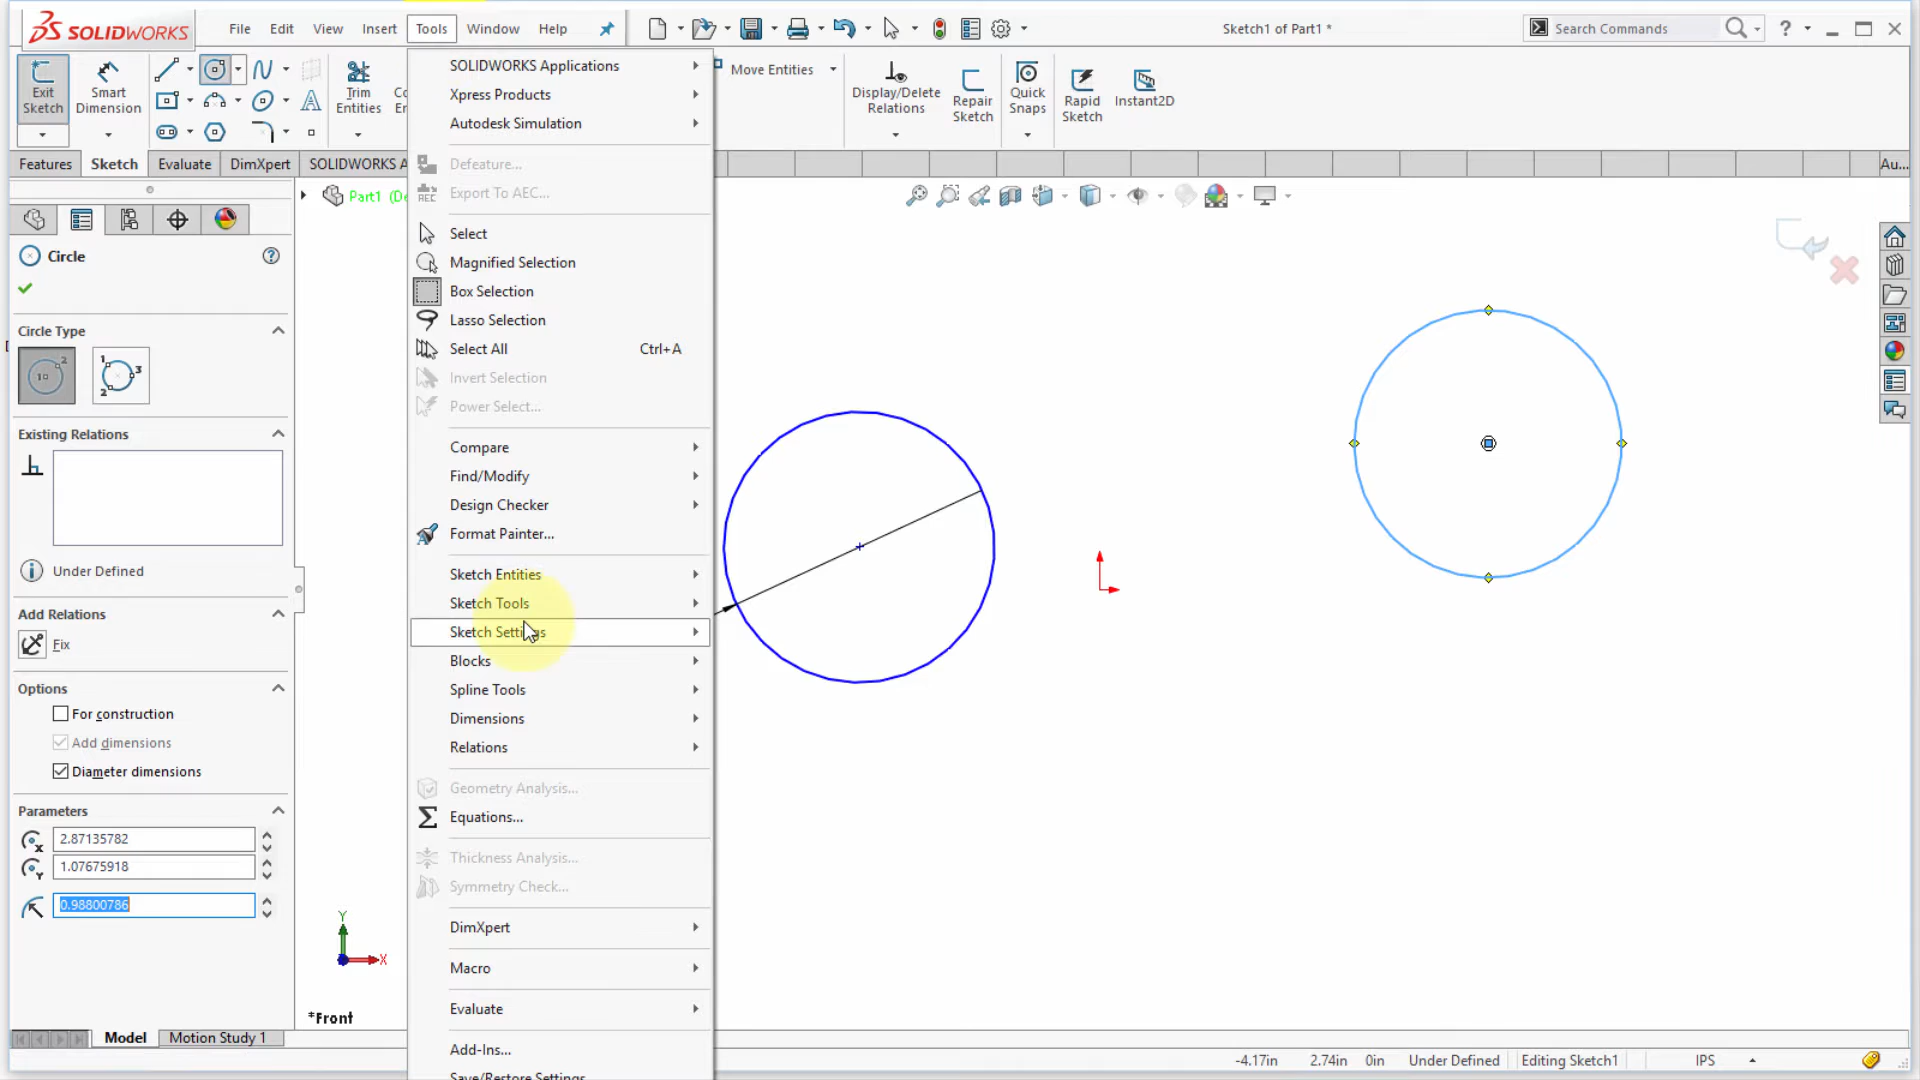 SOLIDWORKS File Edit View Insert Tools Window Help Sketch1 of Part1 * Search Commands ?
Exit Sketch
Smart Dimension
Trim Entities
Co
En
Move Entities
Display/Delete Relations
Repair Sketch
Quick Snaps
Rapid Sketch
Instant2D
Features Sketch Evaluate DimXpert SOLIDWORKS A Au...
Part1 (De
Circle
Circle Type
Existing Relations
Under Defined
Add Relations
Fix
Options
For construction
Add dimensions
Diameter dimensions
Parameters
2.87135782
1.07675918
0.98800786
SOLIDWORKS Applications
Xpress Products
Autodesk Simulation
Defeature...
Export To AEC...
Select
Magnified Selection
Box Selection
Lasso Selection
Select All Ctrl+A
Invert Selection
Power Select...
Compare
Find/Modify
Design Checker
Format Painter...
Sketch Entities
Sketch Tools
Sketch Settings
Blocks
Spline Tools
Dimensions
Relations
Geometry Analysis...
Equations...
Thickness Analysis...
Symmetry Check...
DimXpert
Macro
Evaluate
Add-Ins...
Save/Restore Settings...
Y
X
*Front
Model Motion Study 1
-4.17in 2.74in 0in Under Defined Editing Sketch1 IPS